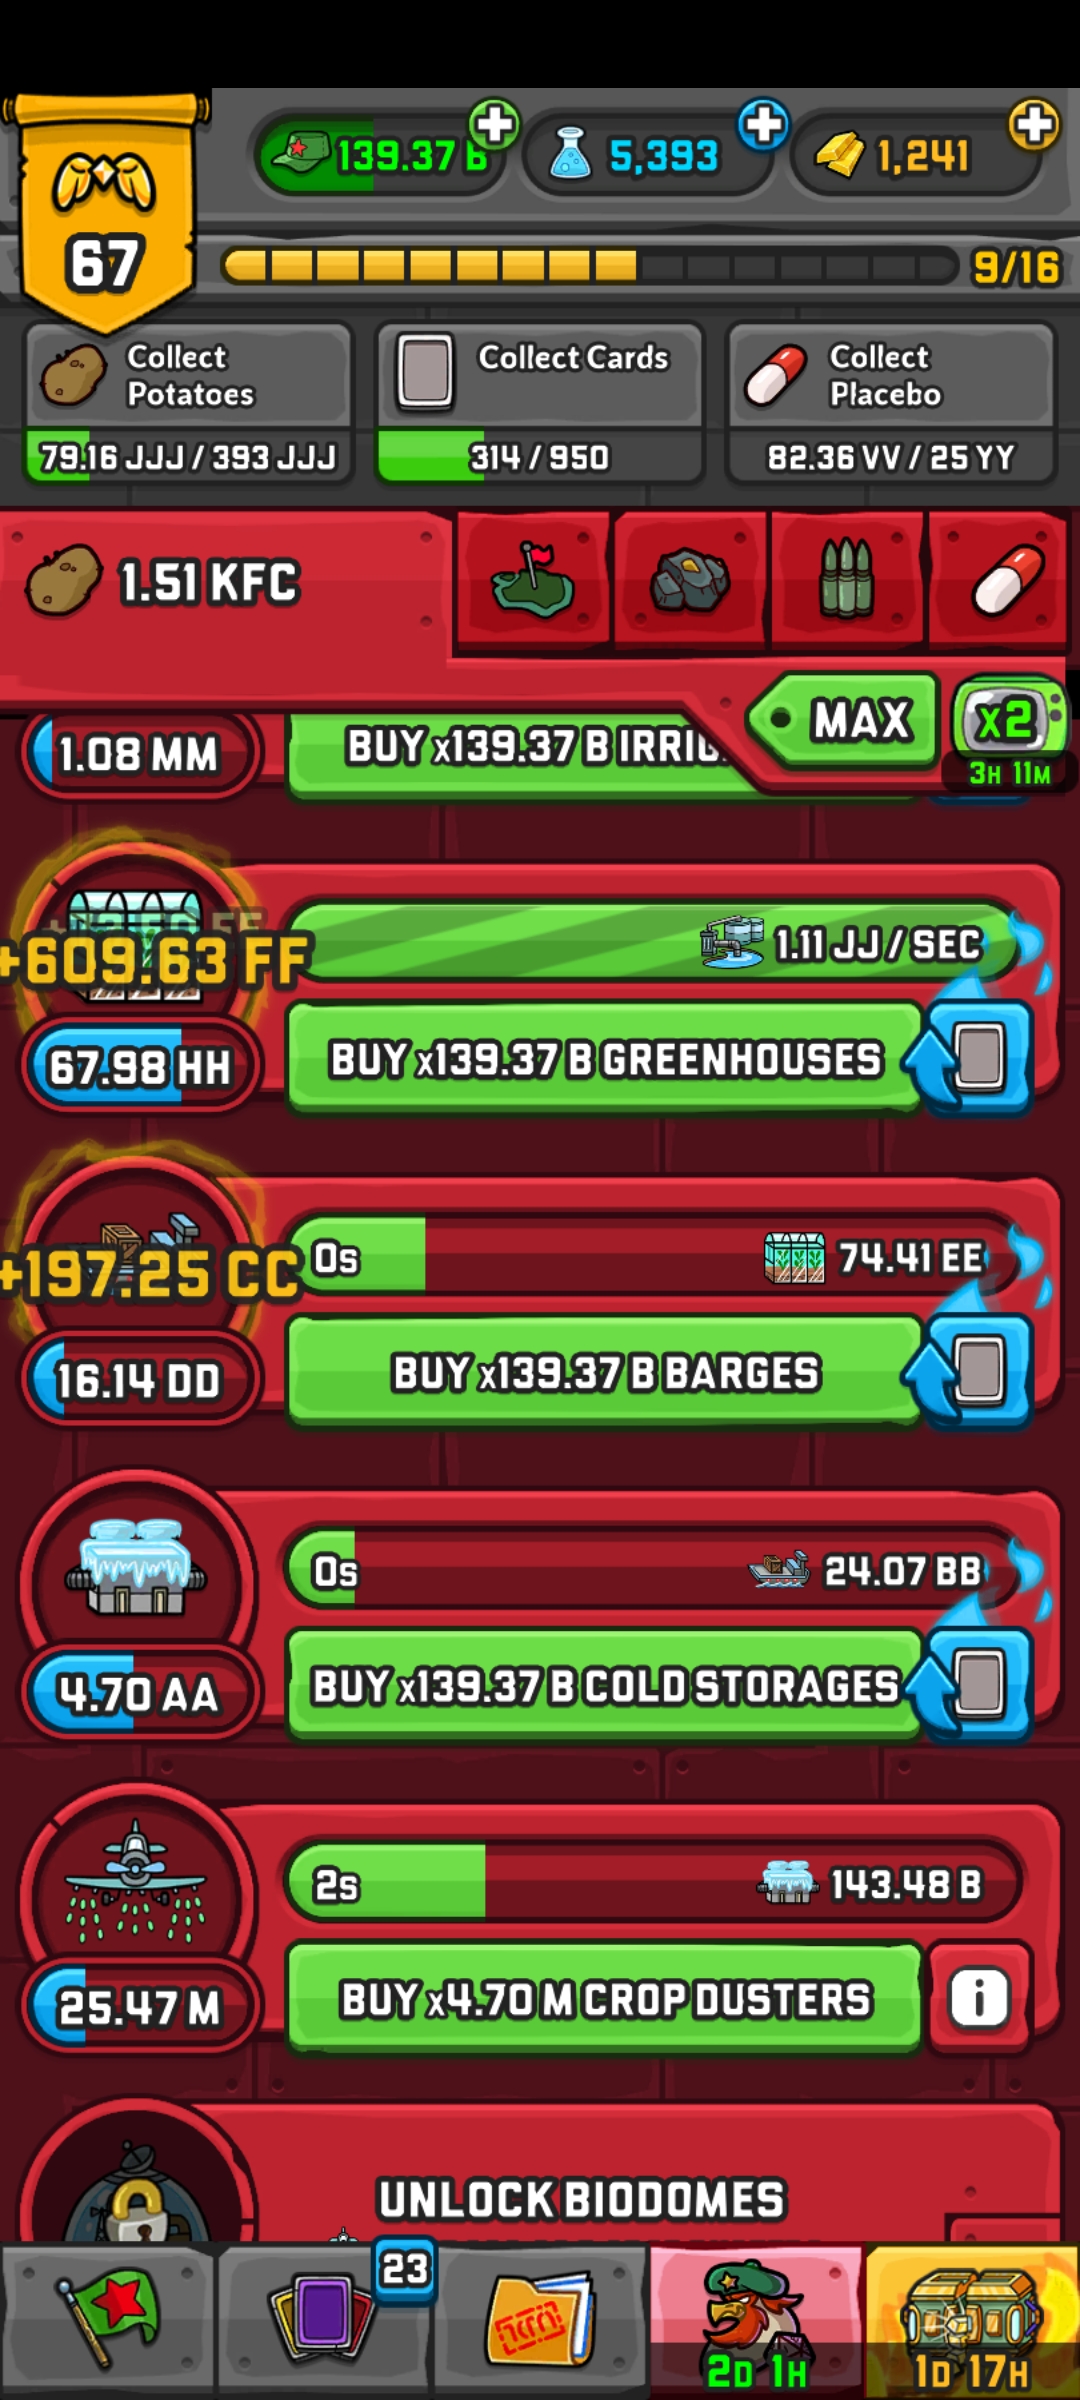 139.37 B
5,393
1,241
67
9/16
Collect
Potatoes
79.16 JJJ / 393 JJJ
Collect Cards
314 / 950
Collect
Placebo
82.36 VV / 25 YY
1.51 KFC
MAX
x2
3H 11M
1.08 MM
BUY x139.37 B IRRIG
+609.63 FF
1.11 JJ / SEC
67.98 HH
BUY x139.37 B GREENHOUSES
+197.25 CC
0s
74.41 EE
16.14 DD
BUY x139.37 B BARGES
0s
24.07 BB
4.70 AA
BUY x139.37 B COLD STORAGES
2s
143.48 B
25.47 M
BUY x4.70 M CROP DUSTERS
i
UNLOCK BIODOMES
23
2D 1H
1D 17H